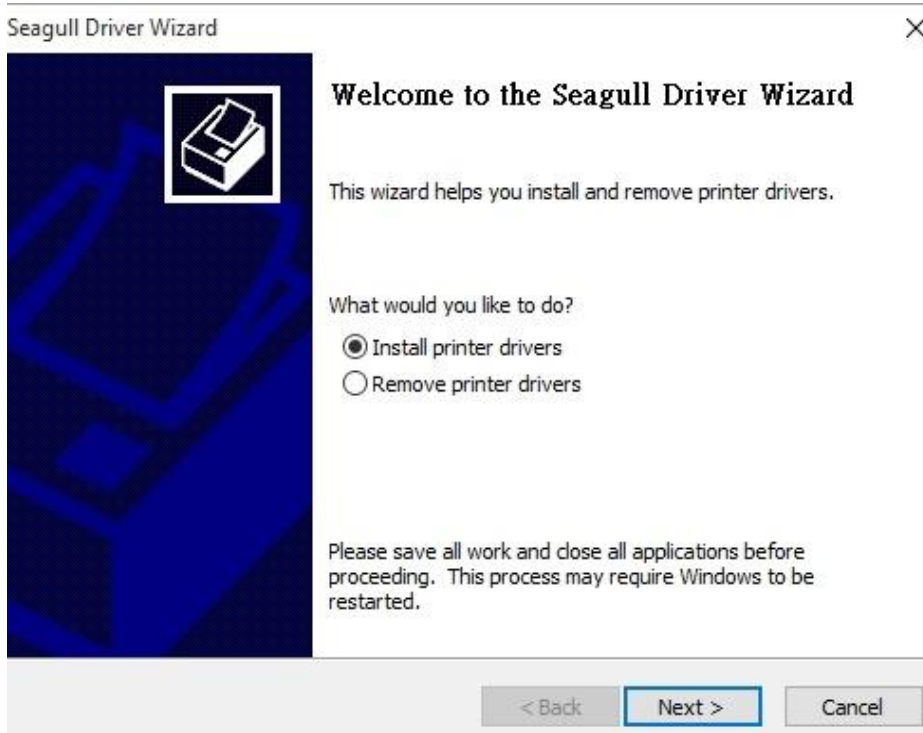 Seagull Driver Wizard
Welcome to the Seagull Driver Wizard
This wizard helps you install and remove printer drivers.
What would you like to do?
Install printer drivers
Remove printer drivers
Please save all work and close all applications before
proceeding. This process may require Windows to be
restarted.
< Back Next > Cancel